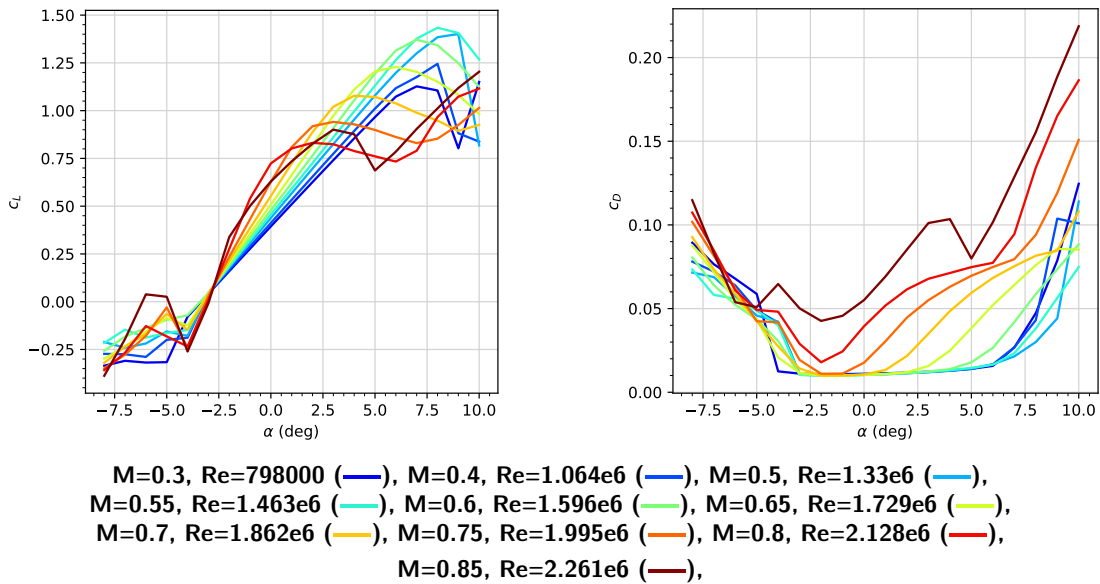 1.50
1.25
1.00
0.75
0.50
0.25
0.00
−0.25
c_L
−7.5 −5.0 −2.5 0.0 2.5 5.0 7.5 10.0
α (deg)
0.20
0.15
0.10
0.05
0.00
c_D
−7.5 −5.0 −2.5 0.0 2.5 5.0 7.5 10.0
α (deg)
M=0.3, Re=798000 (—), M=0.4, Re=1.064e6 (—), M=0.5, Re=1.33e6 (—),
M=0.55, Re=1.463e6 (—), M=0.6, Re=1.596e6 (—), M=0.65, Re=1.729e6 (—),
M=0.7, Re=1.862e6 (—), M=0.75, Re=1.995e6 (—), M=0.8, Re=2.128e6 (—),
M=0.85, Re=2.261e6 (—),